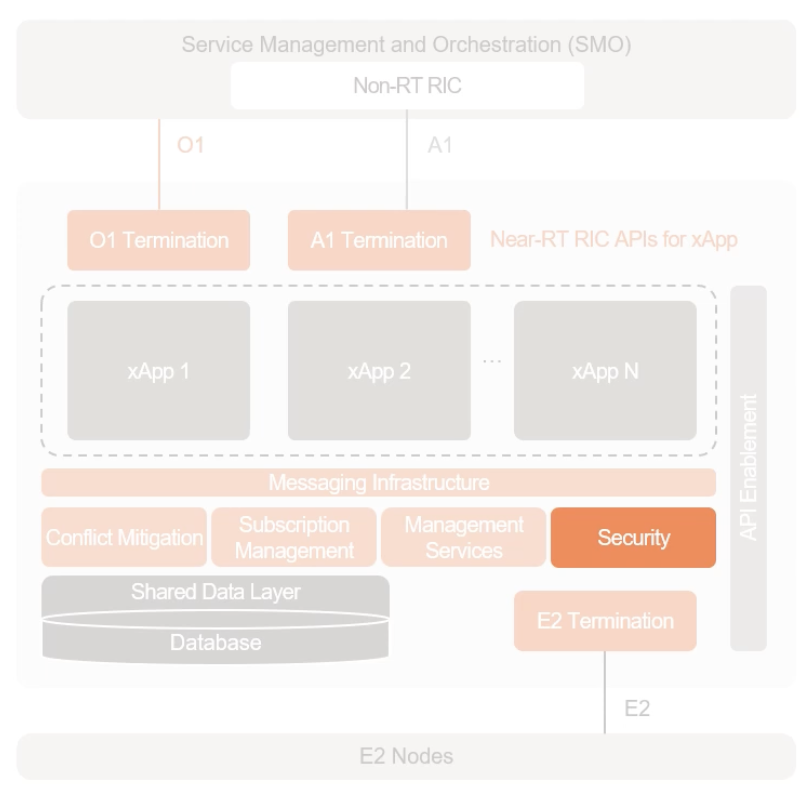 Service Management and Orchestration (SMO)
Non-RT RIC
O1
A1
O1 Termination
A1 Termination
Near-RT RIC APIs for xApp
xApp 1
xApp 2
...
xApp N
API Enablement
Messaging Infrastructure
Conflict Mitigation
Subscription
Management
Management
Services
Security
Shared Data Layer
Database
E2 Termination
E2
E2 Nodes